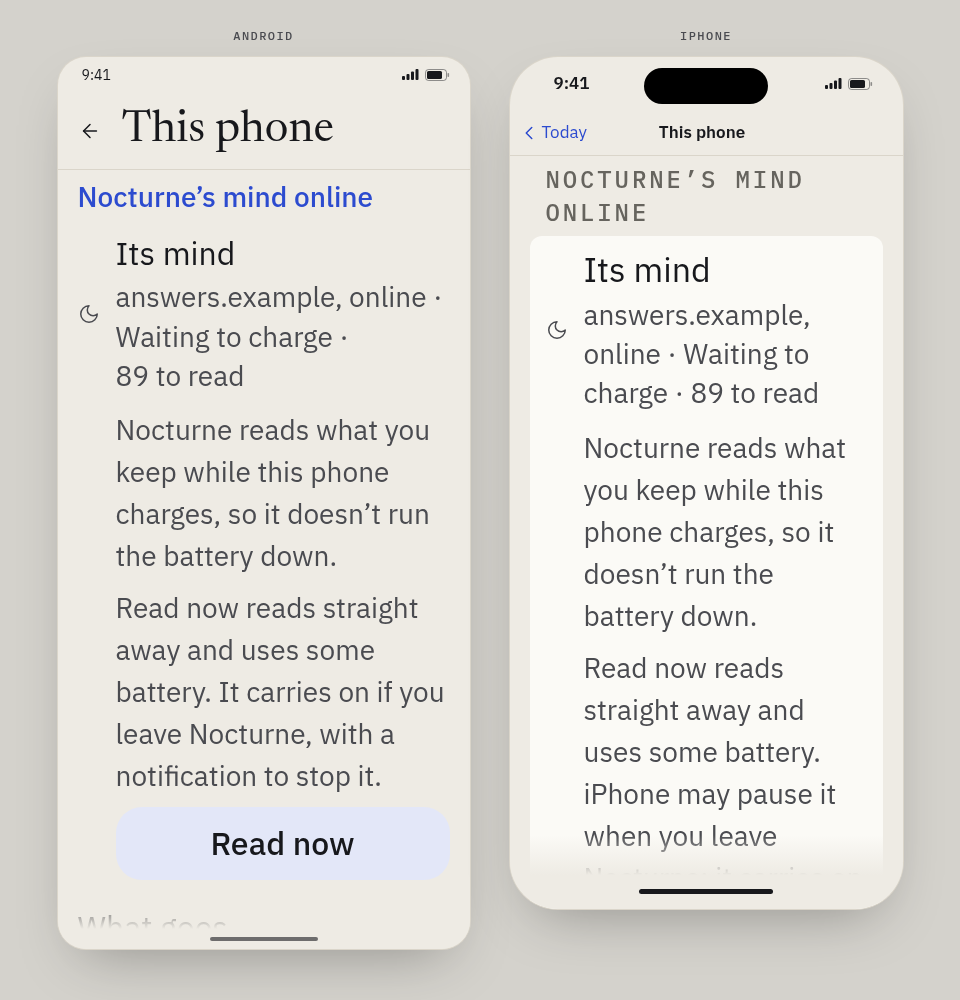 ANDROID
9:41
This phone
Nocturne’s mind online
Its mind
answers.example, online ·
Waiting to charge ·
89 to read
Nocturne reads what you
keep while this phone
charges, so it doesn’t run
the battery down.
Read now reads straight
away and uses some
battery. It carries on if you
leave Nocturne, with a
notification to stop it.
Read now
What goes
IPHONE
9:41
Today
This phone
NOCTURNE’S MIND
ONLINE
Its mind
answers.example,
online · Waiting to
charge · 89 to read
Nocturne reads what
you keep while this
phone charges, so it
doesn’t run the
battery down.
Read now reads
straight away and
uses some battery.
iPhone may pause it
when you leave